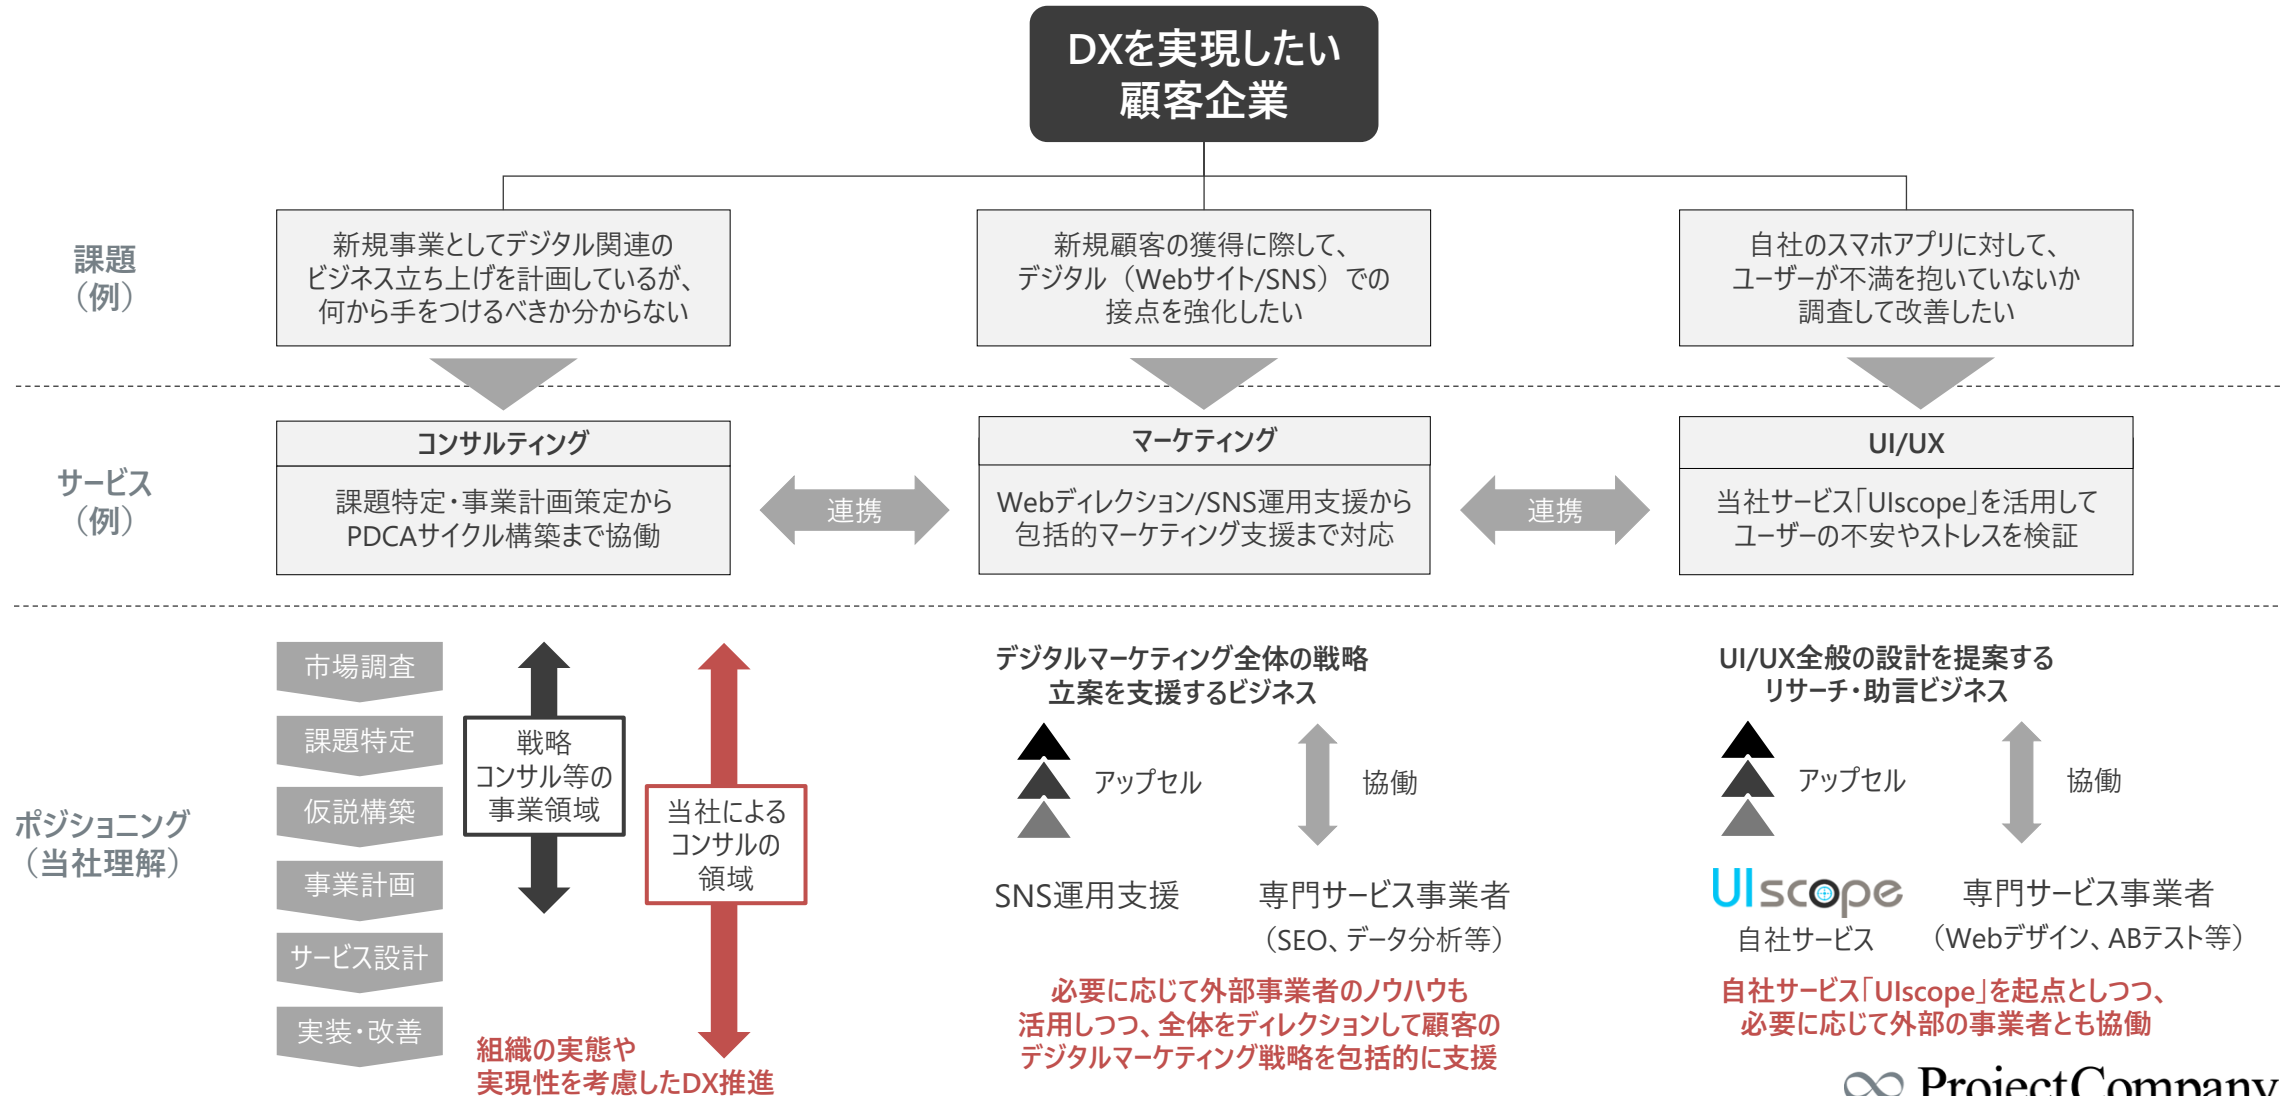 DXを実現したい
顧客企業
課題
（例）
新規事業としてデジタル関連の
ビジネス立ち上げを計画しているが、
何から手をつけるべきか分からない
新規顧客の獲得に際して、
デジタル（Webサイト/SNS）での
接点を強化したい
自社のスマホアプリに対して、
ユーザーが不満を抱いていないか
調査して改善したい
サービス
（例）
コンサルティング
課題特定・事業計画策定から
PDCAサイクル構築まで協働
連携
マーケティング
Webディレクション/SNS運用支援から
包括的マーケティング支援まで対応
連携
UI/UX
当社サービス「UIscope」を活用して
ユーザーの不安やストレスを検証
ポジショニング
（当社理解）
市場調査
課題特定
仮説構築
事業計画
サービス設計
実装・改善
戦略
コンサル等の
事業領域
当社による
コンサルの
領域
組織の実態や
実現性を考慮したDX推進
デジタルマーケティング全体の戦略
立案を支援するビジネス
アップセル
協働
SNS運用支援
専門サービス事業者
（SEO、データ分析等）
必要に応じて外部事業者のノウハウも
活用しつつ、全体をディレクションして顧客の
デジタルマーケティング戦略を包括的に支援
UI/UX全般の設計を提案する
リサーチ・助言ビジネス
アップセル
協働
UIscope
自社サービス
専門サービス事業者
（Webデザイン、ABテスト等）
自社サービス「UIscope」を起点としつつ、
必要に応じて外部の事業者とも協働
ProjectCompany